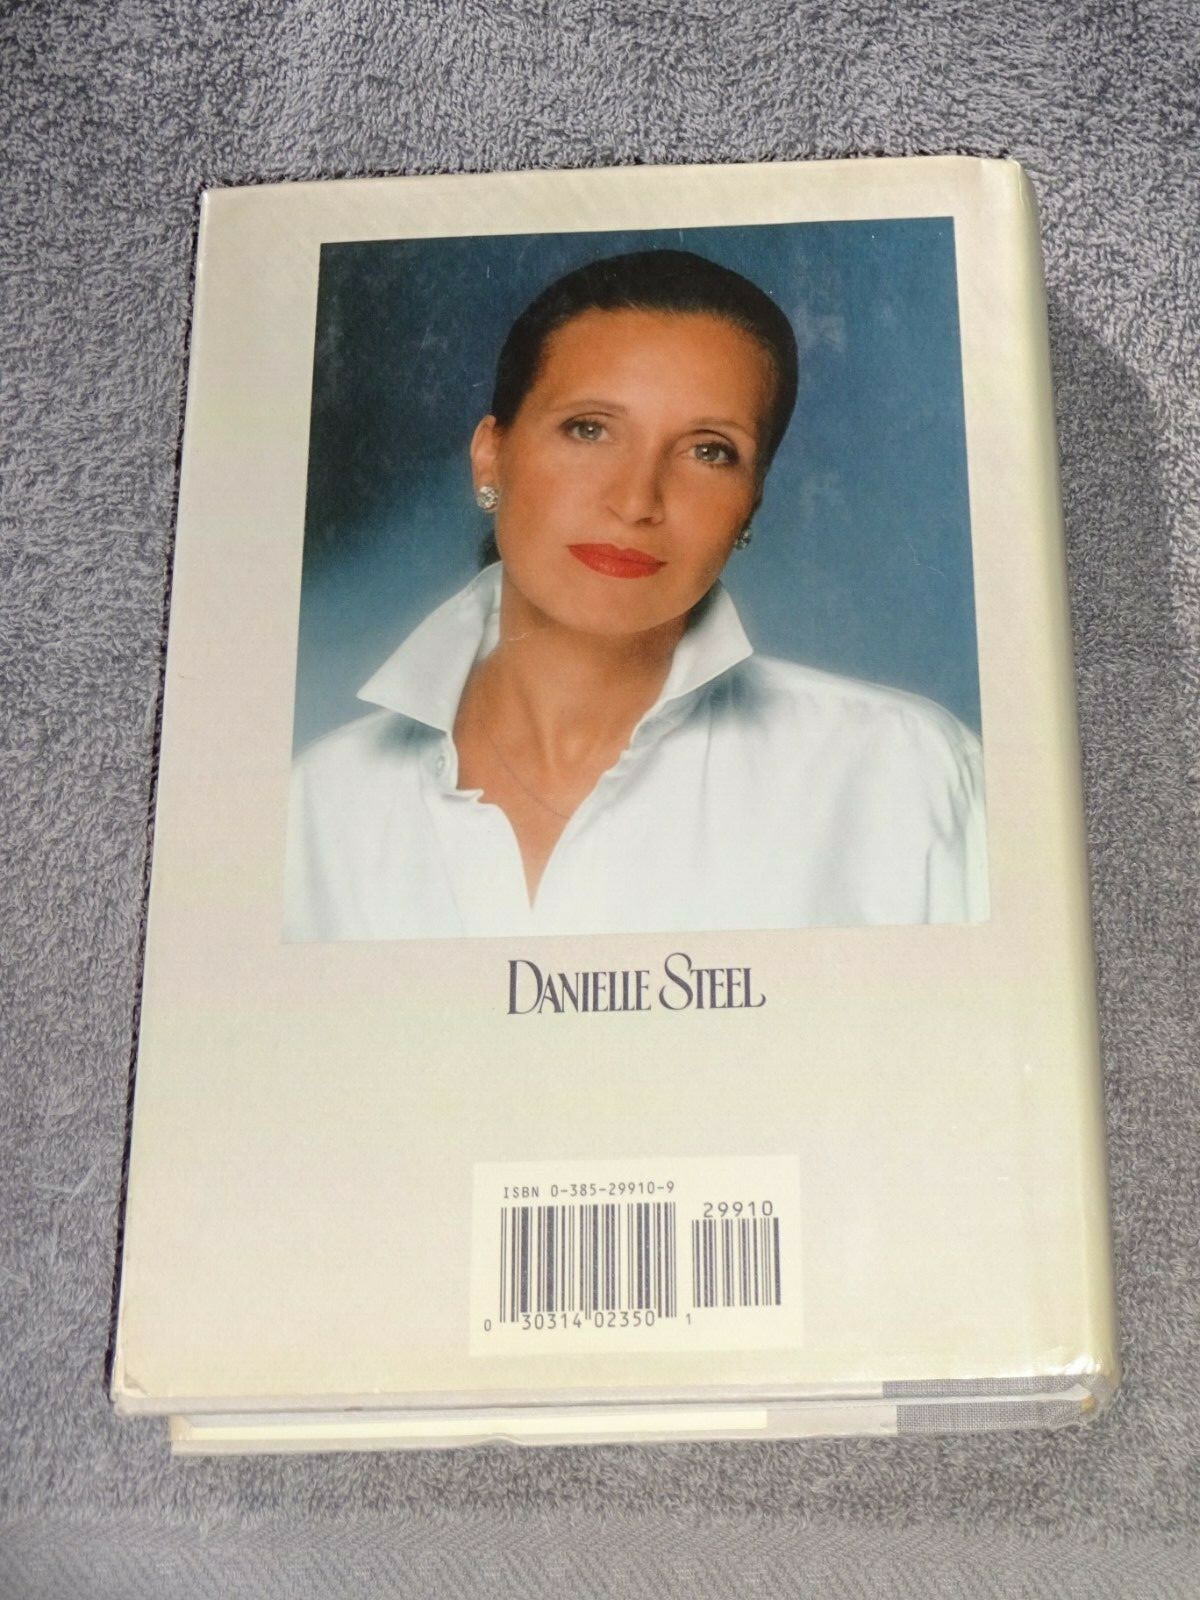 DANIELLE STEEL
ISBN 0-385-29910-9
29910
0 30314 02350 1